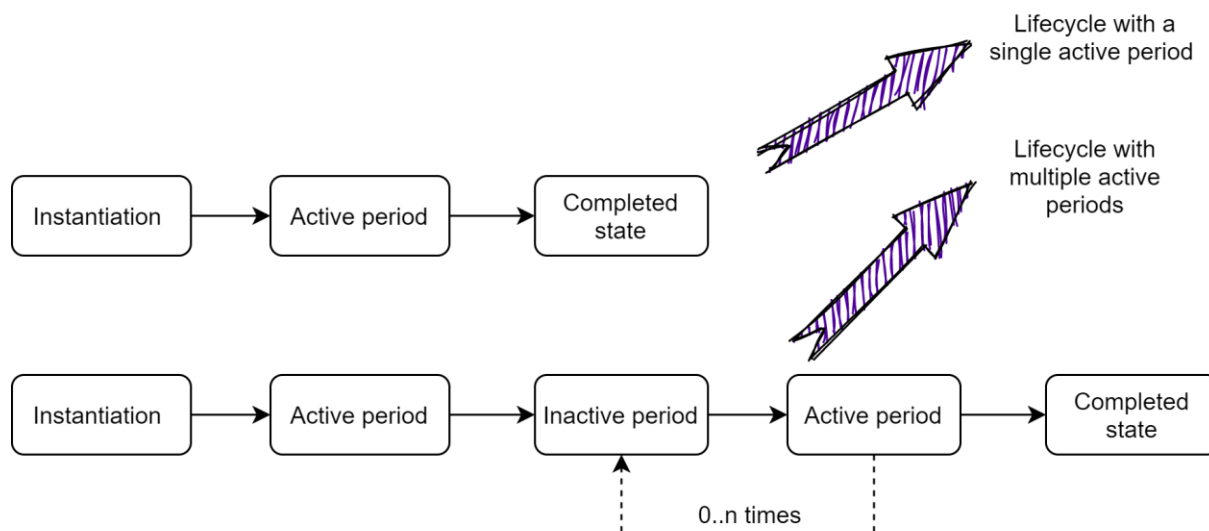 Lifecycle with a
single active period
Lifecycle with
multiple active
periods
Instantiation
Active period
Completed
state
Instantiation
Active period
Inactive period
Active period
Completed
state
0..n times